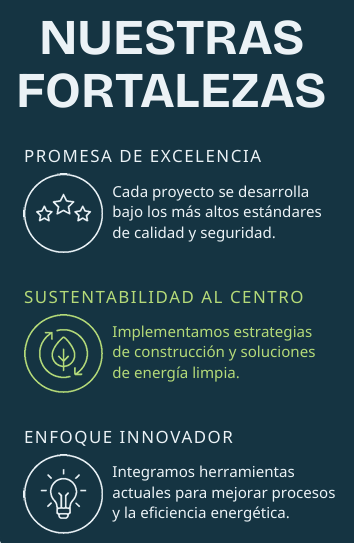 NUESTRAS
FORTALEZAS
PROMESA DE EXCELENCIA
Cada proyecto se desarrolla
bajo los más altos estándares
de calidad y seguridad.
SUSTENTABILIDAD AL CENTRO
Implementamos estrategias
de construcción y soluciones
de energía limpia.
ENFOQUE INNOVADOR
Integramos herramientas
actuales para mejorar procesos
y la eficiencia energética.